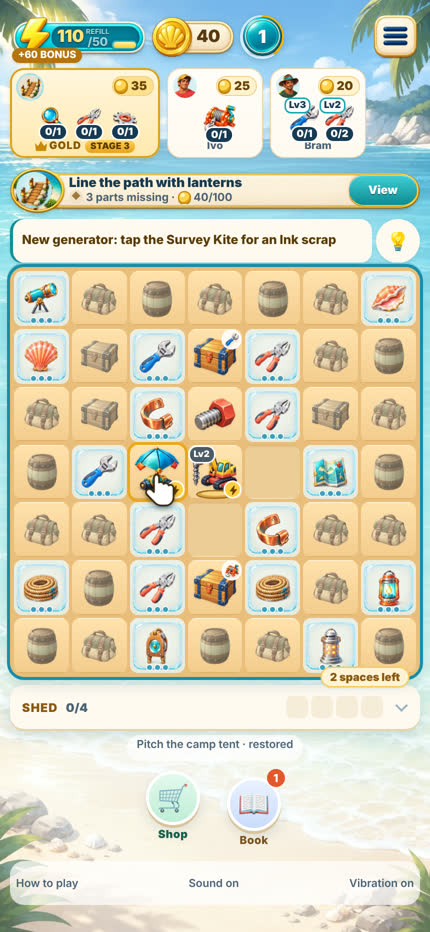 110 REFILL /50
+60 BONUS
40
1
35
0/1 0/1 0/1
GOLD STAGE 3
25
0/1
Ivo
20
Lv3 Lv2
0/1 0/2
Bram
Line the path with lanterns
3 parts missing · 40/100
View
New generator: tap the Survey Kite for an Ink scrap
Lv2
2 spaces left
SHED 0/4
Pitch the camp tent · restored
1
Shop
Book
How to play
Sound on
Vibration on